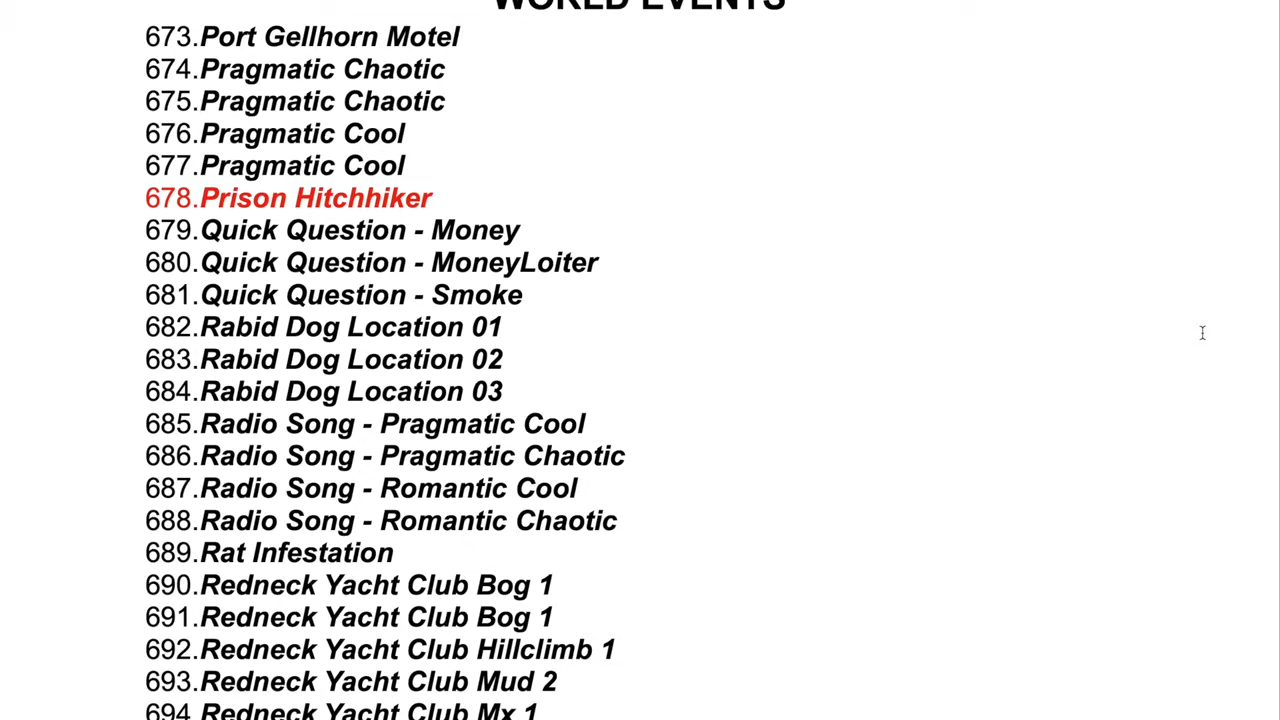 WORLD EVENTS
673.Port Gellhorn Motel
674.Pragmatic Chaotic
675.Pragmatic Chaotic
676.Pragmatic Cool
677.Pragmatic Cool
678.Prison Hitchhiker
679.Quick Question - Money
680.Quick Question - MoneyLoiter
681.Quick Question - Smoke
682.Rabid Dog Location 01
683.Rabid Dog Location 02
684.Rabid Dog Location 03
685.Radio Song - Pragmatic Cool
686.Radio Song - Pragmatic Chaotic
687.Radio Song - Romantic Cool
688.Radio Song - Romantic Chaotic
689.Rat Infestation
690.Redneck Yacht Club Bog 1
691.Redneck Yacht Club Bog 1
692.Redneck Yacht Club Hillclimb 1
693.Redneck Yacht Club Mud 2
694.Redneck Yacht Club Mx 1